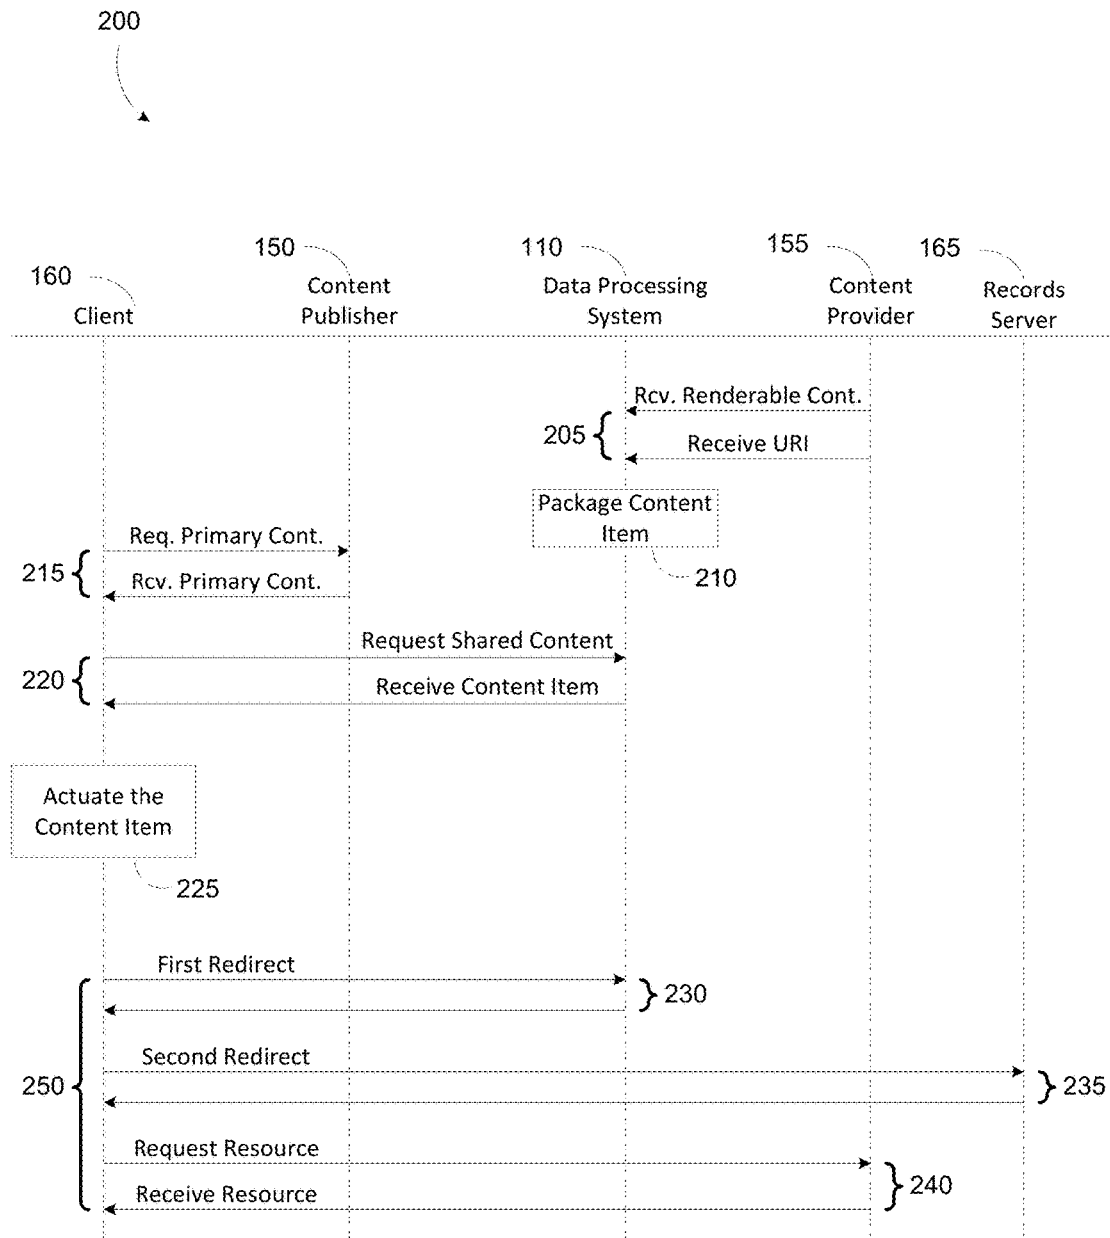 200
150
110
155
165
160
Content
Data Processing
Content
Records
Client
Publisher
System
Provider
Server
Rcv. Renderable Cont.
205
Receive URI
Package Content
Item
210
Req. Primary Cont.
215
Rcv. Primary Cont.
Request Shared Content
220
Receive Content Item
Actuate the
Content Item
225
First Redirect
230
Second Redirect
250
235
Request Resource
240
Receive Resource